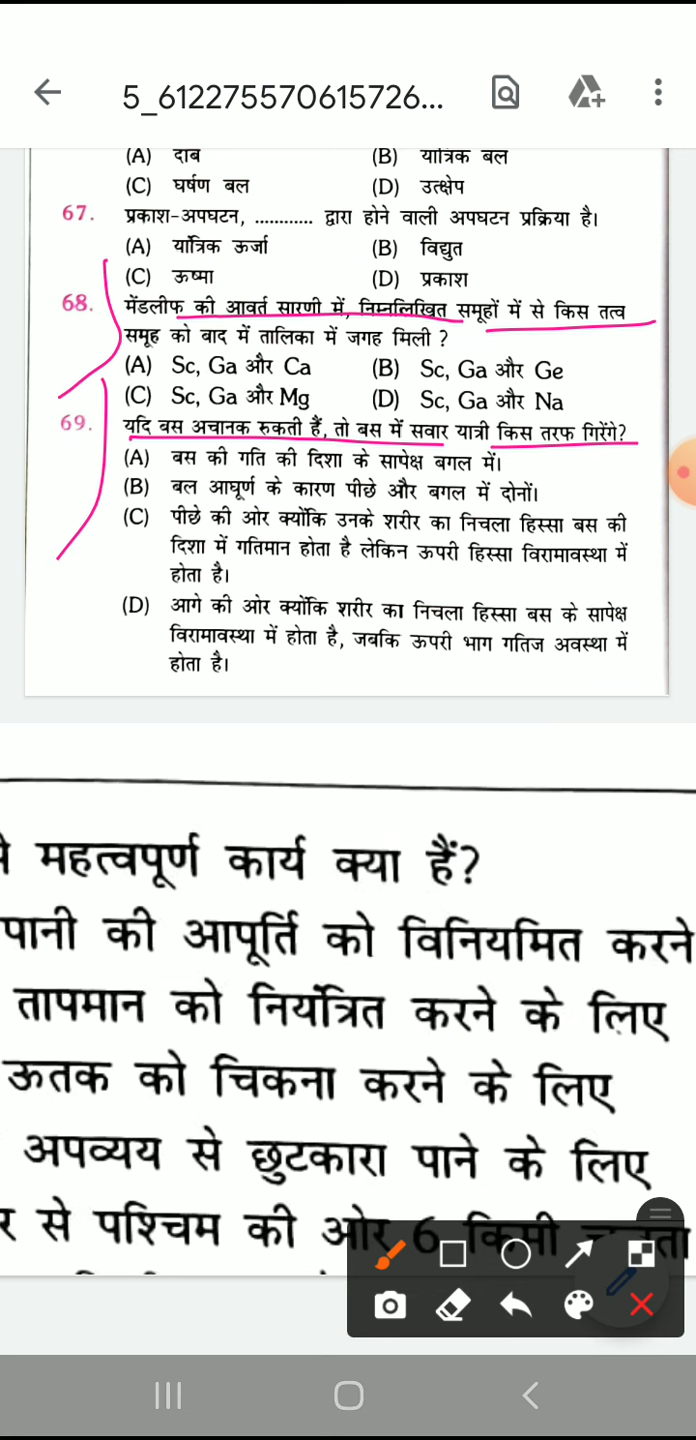 5_612275570615726...
(A) दाब (B) यांत्रिक बल
(C) घर्षण बल (D) उत्क्षेप
67. प्रकाश-अपघटन, ............ द्वारा होने वाली अपघटन प्रक्रिया है।
(A) यांत्रिक ऊर्जा (B) विद्युत
(C) ऊष्मा (D) प्रकाश
68. मेंडलीफ की आवर्त सारणी में, निम्नलिखित समूहों में से किस तत्व
समूह को बाद में तालिका में जगह मिली ?
(A) Sc, Ga और Ca (B) Sc, Ga और Ge
(C) Sc, Ga और Mg (D) Sc, Ga और Na
69. यदि बस अचानक रुकती हैं, तो बस में सवार यात्री किस तरफ गिरेंगे?
(A) बस की गति की दिशा के सापेक्ष बगल में।
(B) बल आघूर्ण के कारण पीछे और बगल में दोनों।
(C) पीछे की ओर क्योंकि उनके शरीर का निचला हिस्सा बस की
दिशा में गतिमान होता है लेकिन ऊपरी हिस्सा विरामावस्था में
होता है।
(D) आगे की ओर क्योंकि शरीर का निचला हिस्सा बस के सापेक्ष
विरामावस्था में होता है, जबकि ऊपरी भाग गतिज अवस्था में
होता है।
महत्वपूर्ण कार्य क्या हैं?
पानी की आपूर्ति को विनियमित करने
तापमान को नियंत्रित करने के लिए
ऊतक को चिकना करने के लिए
अपव्यय से छुटकारा पाने के लिए
से पश्चिम की ओर 6 किमी